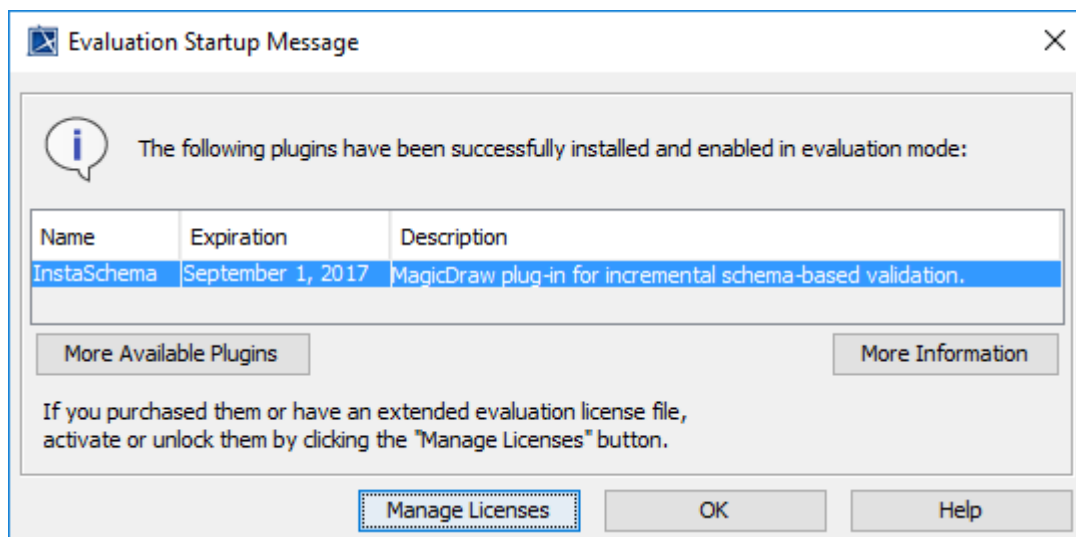 Evaluation Startup Message
The following plugins have been successfully installed and enabled in evaluation mode:
Name Expiration Description
InstaSchema September 1, 2017 MagicDraw plug-in for incremental schema-based validation.
More Available Plugins More Information
If you purchased them or have an extended evaluation license file,
activate or unlock them by clicking the "Manage Licenses" button.
Manage Licenses OK Help